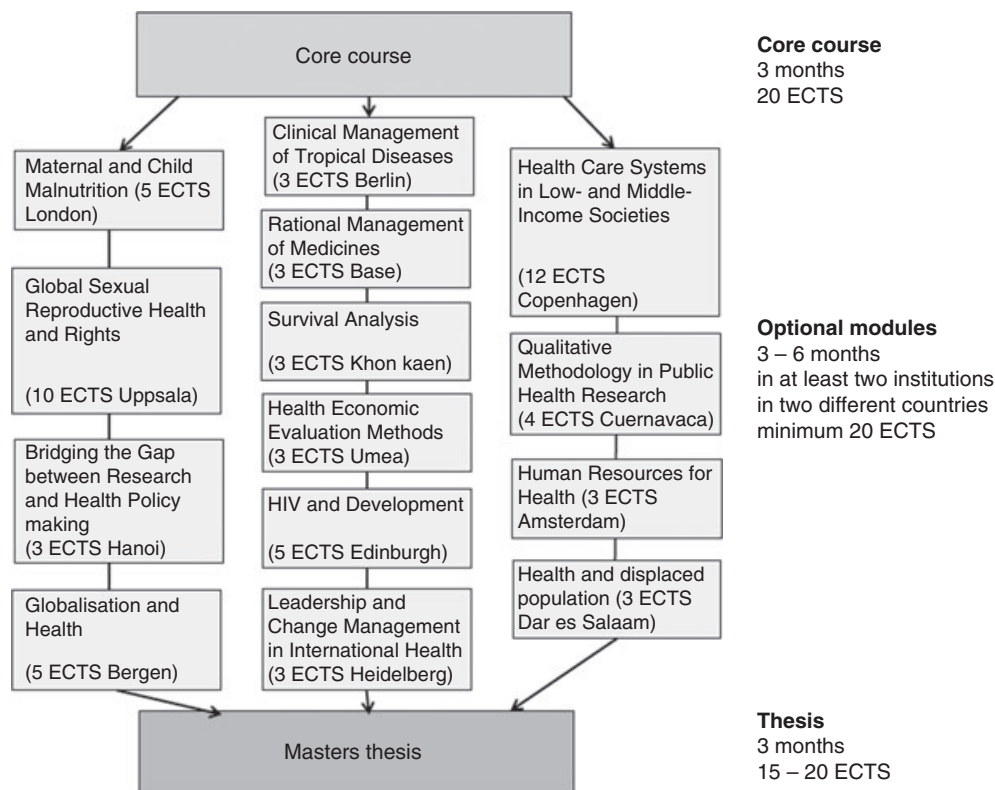 Core course
Core course
3 months
20 ECTS
Maternal and Child
Malnutrition (5 ECTS
London)
Global Sexual
Reproductive Health
and Rights
(10 ECTS Uppsala)
Bridging the Gap
between Research
and Health Policy
making
(3 ECTS Hanoi)
Globalisation and
Health
(5 ECTS Bergen)
Clinical Management
of Tropical Diseases
(3 ECTS Berlin)
Rational Management
of Medicines
(3 ECTS Base)
Survival Analysis
(3 ECTS Khon kaen)
Health Economic
Evaluation Methods
(3 ECTS Umea)
HIV and Development
(5 ECTS Edinburgh)
Leadership and
Change Management
in International Health
(3 ECTS Heidelberg)
Health Care Systems
in Low- and Middle-
Income Societies
(12 ECTS
Copenhagen)
Qualitative
Methodology in Public
Health Research
(4 ECTS Cuernavaca)
Human Resources for
Health (3 ECTS
Amsterdam)
Health and displaced
population (3 ECTS
Dar es Salaam)
Optional modules
3 – 6 months
in at least two institutions
in two different countries
minimum 20 ECTS
Masters thesis
Thesis
3 months
15 – 20 ECTS